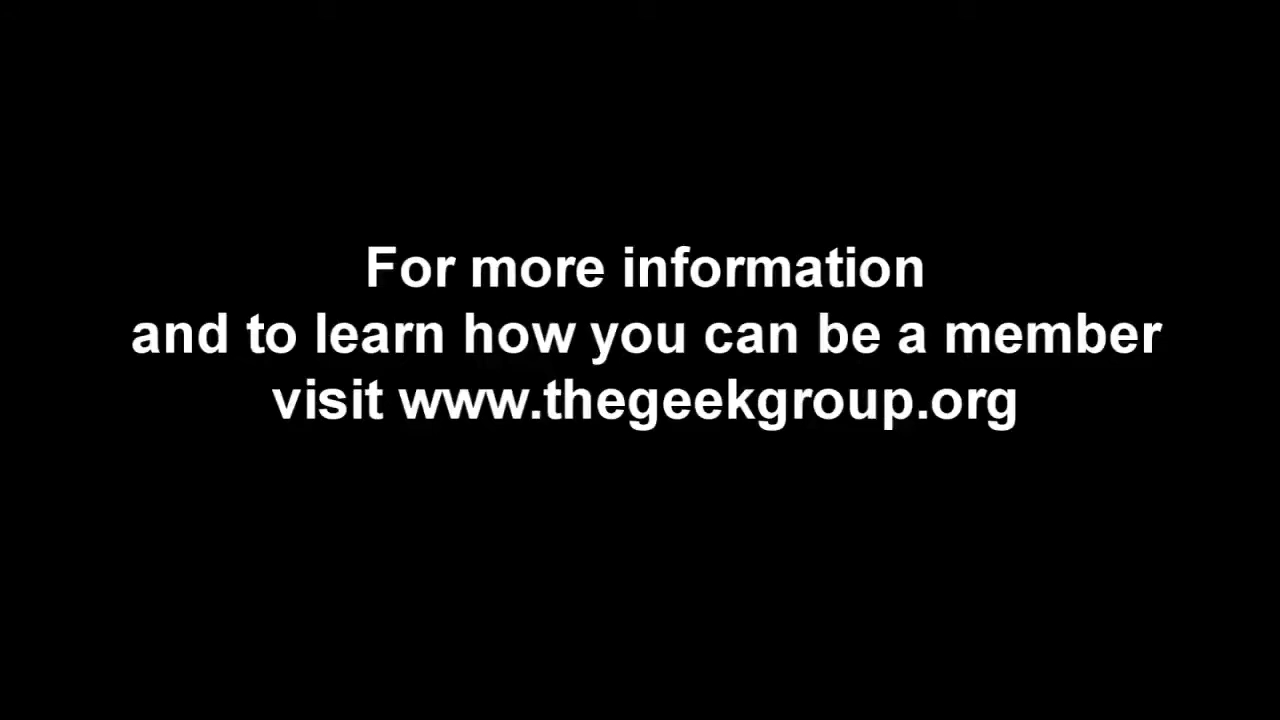 For more information
and to learn how you can be a member
visit www.thegeekgroup.org